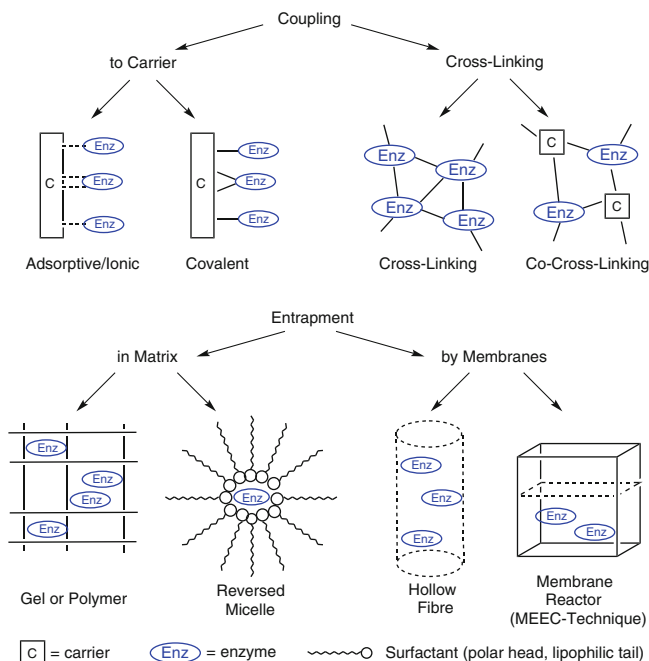 Coupling
to Carrier
Cross-Linking
Enz
Enz
Enz
C
Enz
Enz
Enz
C
Enz
Enz
Enz
Enz
C
Enz
Enz
C
Adsorptive/Ionic
Covalent
Cross-Linking
Co-Cross-Linking
Entrapment
in Matrix
by Membranes
Enz
Enz
Enz
Enz
Enz
Enz
Enz
Enz
Enz
Enz
Gel or Polymer
Reversed
Micelle
Hollow
Fibre
Membrane
Reactor
(MEEC-Technique)
C = carrier
Enz = enzyme
Surfactant (polar head, lipophilic tail)